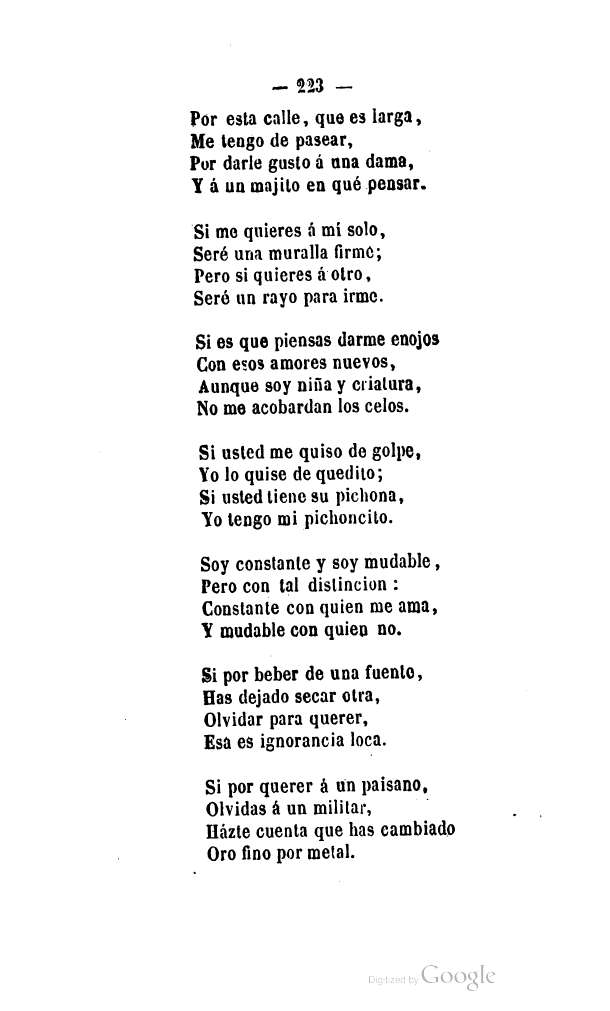 — 223 —
Por esta calle, que es larga,
Me tengo de pasear,
Por darle gusto á una dama,
Y á un majito en qué pensar.
Si me quieres á mí solo,
Seré una muralla firme;
Pero si quieres á otro,
Seré un rayo para irme.
Si es que piensas darme enojos
Con esos amores nuevos,
Aunque soy niña y criatura,
No me acobardan los celos.
Si usted me quiso de golpe,
Yo lo quise de quedito;
Si usted tiene su pichona,
Yo tengo mi pichoncito.
Soy constante y soy mudable,
Pero con tal distincion:
Constante con quien me ama,
Y mudable con quien no.
Si por beber de una fuente,
Has dejado secar otra,
Olvidar para querer,
Esa es ignorancia loca.
Si por querer á un paisano,
Olvidas á un militar,
Házte cuenta que has cambiado
Oro fino por metal.
Digitized by Google